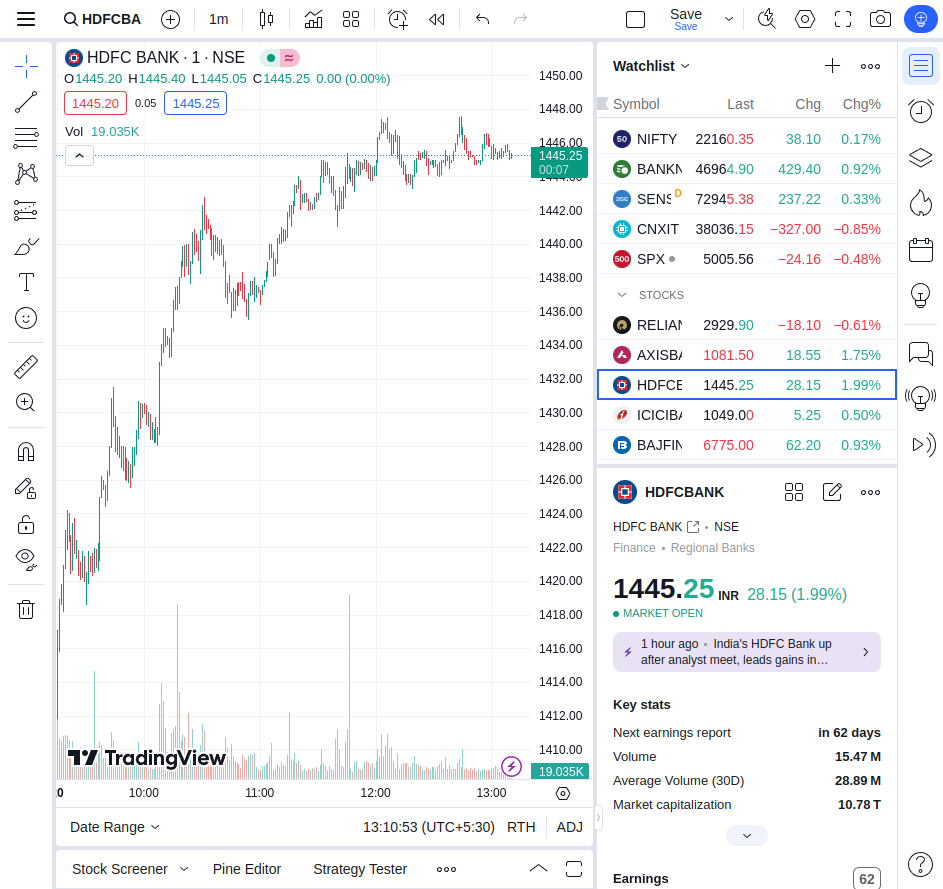 HDFCBA
1m
Save
Save
HDFC BANK · 1 · NSE
O1445.20 H1445.40 L1445.05 C1445.25 0.00 (0.00%)
1445.20 0.05 1445.25
Vol 19.035K
1450.00
1448.00
1446.00
1445.25
00:07
1444.00
1442.00
1440.00
1438.00
1436.00
1434.00
1432.00
1430.00
1428.00
1426.00
1424.00
1422.00
1420.00
1418.00
1416.00
1414.00
1412.00
1410.00
19.035K
TradingView
0 10:00 11:00 12:00 13:00
Date Range 13:10:53 (UTC+5:30) RTH ADJ
Stock Screener Pine Editor Strategy Tester
Watchlist
Symbol Last Chg Chg%
50 NIFTY 22160.35 38.10 0.17%
BANKN 46964.90 429.40 0.92%
SENS D 72945.38 237.22 0.33%
CNXIT 38036.15 −327.00 −0.85%
500 SPX 5005.56 −24.16 −0.48%
STOCKS
RELIAN 2929.90 −18.10 −0.61%
AXISBA 1081.50 18.55 1.75%
HDFCE 1445.25 28.15 1.99%
ICICIBA 1049.00 5.25 0.50%
BAJFIN 6775.00 62.20 0.93%
HDFCBANK
HDFC BANK • NSE
Finance • Regional Banks
1445.25 INR 28.15 (1.99%)
MARKET OPEN
1 hour ago • India's HDFC Bank up
after analyst meet, leads gains in…
Key stats
Next earnings report in 62 days
Volume 15.47 M
Average Volume (30D) 28.89 M
Market capitalization 10.78 T
Earnings 62